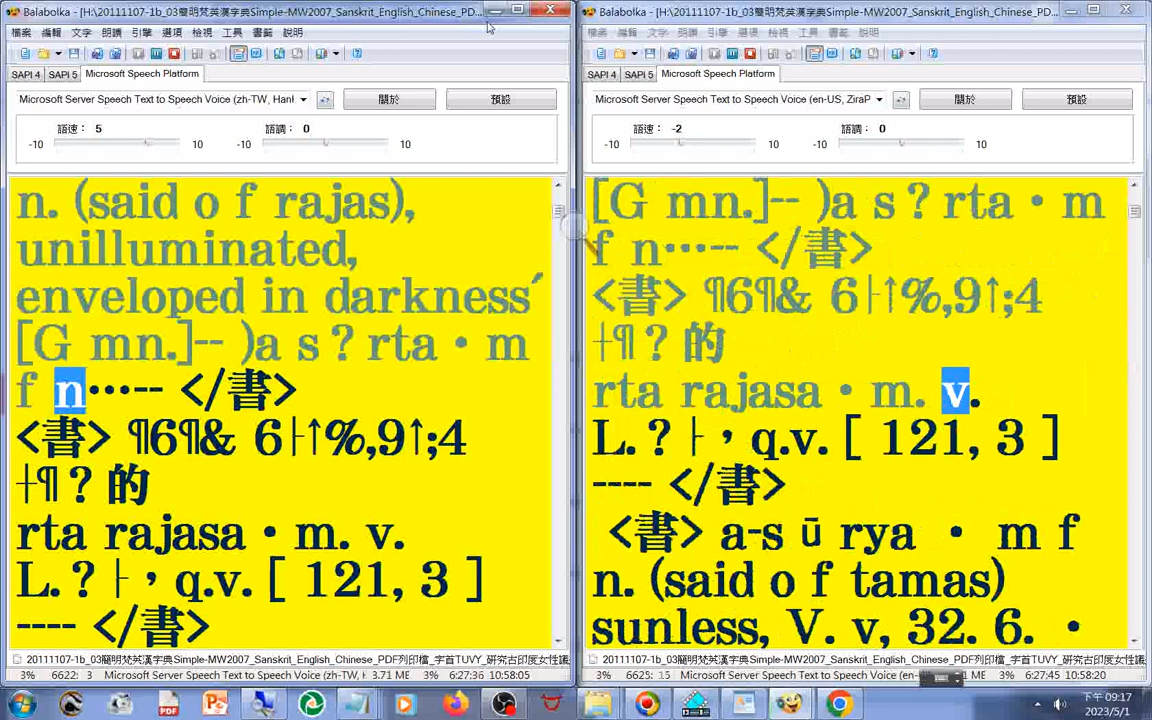 Balabolka - [H:\20111107-1b_03簡明梵英漢字典Simple-MW2007_Sanskrit_English_Chinese_PD...
檔案 編輯 文字 朗讀 引擎 選項 檢視 工具 書籤 說明
SAPI 4 SAPI 5 Microsoft Speech Platform
Microsoft Server Speech Text to Speech Voice (zh-TW, Hanl
關於 預設
語速： 5 語調： 0
-10 10 -10 10
n. (said o f rajas),
unilluminated,
enveloped in darkness´
[G mn.]-- )a s？rta‧m
f n…-- </書>
<書> ¶6¶& 6├↑%,9↑;4
┼¶？的
rta rajasa‧m. v.
L.？├，q.v. [ 121, 3 ]
---- </書>
20111107-1b_03簡明梵英漢字典Simple-MW2007_Sanskrit_English_Chinese_PDF列印檔_字首TUVY_研究古印度女性議
3% 6622: 3 Microsoft Server Speech Text to Speech Voice (zh-TW, H 3.71 ME 3% 6:27:36 10:58:05
Balabolka - [H:\20111107-1b_03簡明梵英漢字典Simple-MW2007_Sanskrit_English_Chinese_PD...
檔案 編輯 文字 朗讀 引擎 選項 檢視 工具 書籤 說明
SAPI 4 SAPI 5 Microsoft Speech Platform
Microsoft Server Speech Text to Speech Voice (en-US, ZiraP
關於 預設
語速： -2 語調： 0
-10 10 -10 10
[G mn.]-- )a s？rta‧m
f n…-- </書>
<書> ¶6¶& 6├↑%,9↑;4
┼¶？的
rta rajasa‧m. v.
L.？├，q.v. [ 121, 3 ]
---- </書>
<書> a-s ū rya ‧ m f
n. (said o f tamas)
sunless, V. v, 32. 6.‧
20111107-1b_03簡明梵英漢字典Simple-MW2007_Sanskrit_English_Chinese_PDF列印檔_字首TUVY_研究古印度女性議
3% 6625: 15 Microsoft Server Speech Text to Speech Voice ME 3% 6:27:45 10:58:20
PDF
下午 09:17
2023/5/1